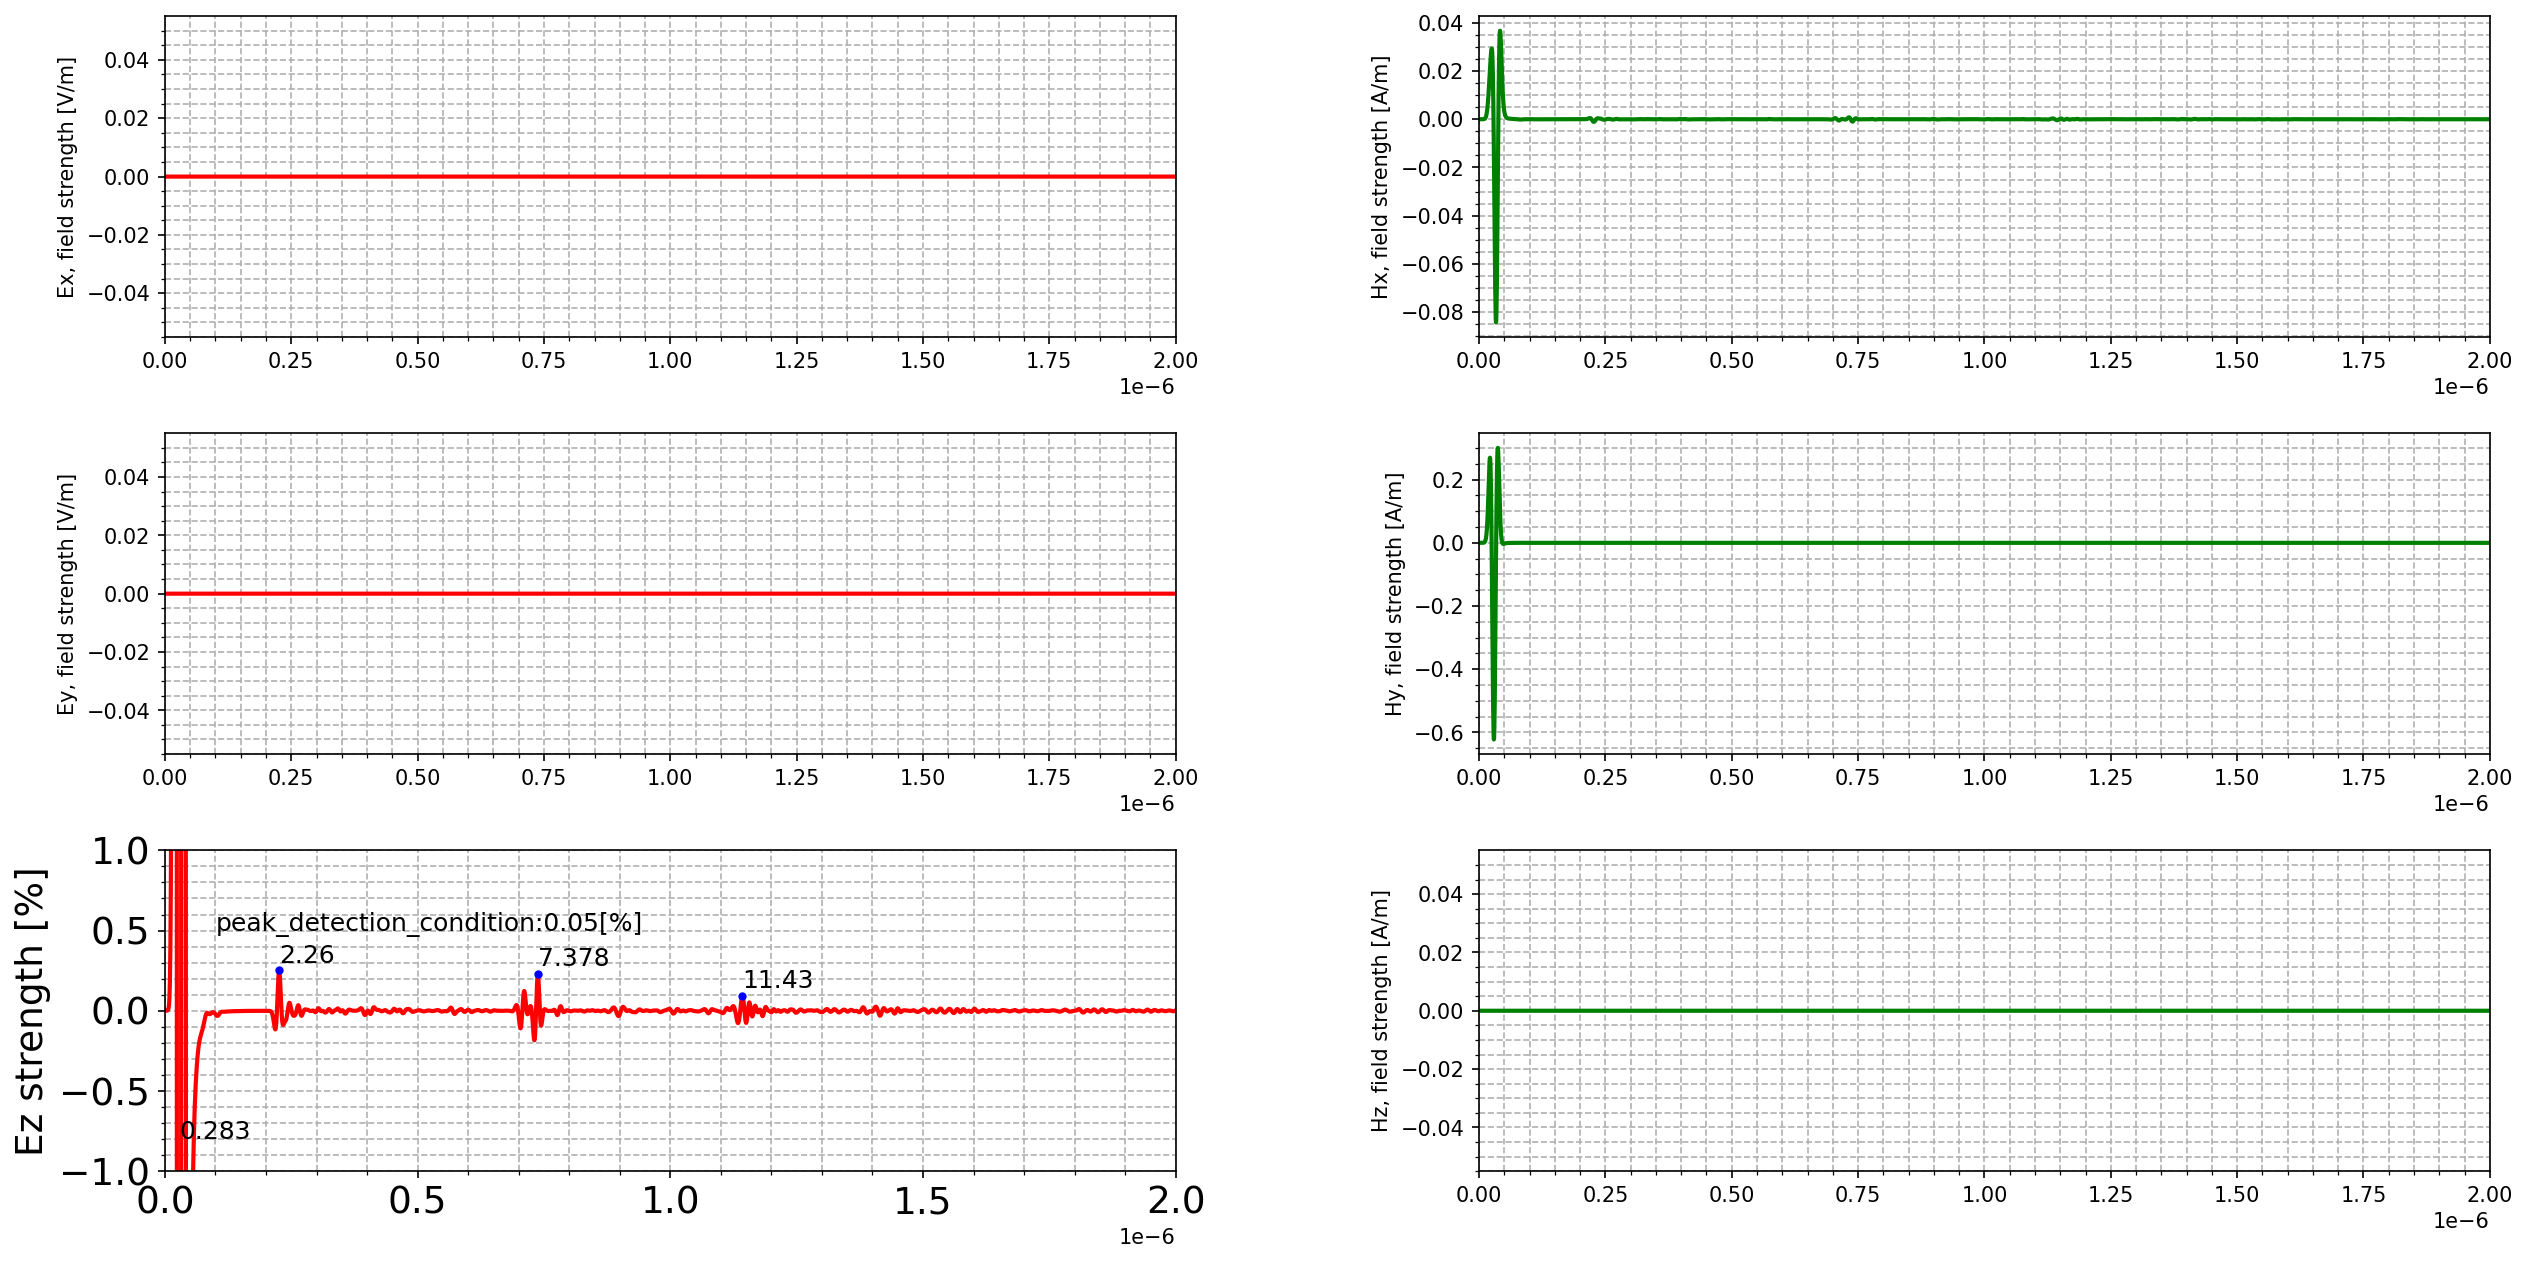 Ex, field strength [V/m]
0.04
0.02
0.00
−0.02
−0.04
0.00 0.25 0.50 0.75 1.00 1.25 1.50 1.75 2.00
1e−6
Hx, field strength [A/m]
0.04
0.02
0.00
−0.02
−0.04
−0.06
−0.08
0.00 0.25 0.50 0.75 1.00 1.25 1.50 1.75 2.00
1e−6
Ey, field strength [V/m]
0.04
0.02
0.00
−0.02
−0.04
0.00 0.25 0.50 0.75 1.00 1.25 1.50 1.75 2.00
1e−6
Hy, field strength [A/m]
0.2
0.0
−0.2
−0.4
−0.6
0.00 0.25 0.50 0.75 1.00 1.25 1.50 1.75 2.00
1e−6
Ez strength [%]
1.0
0.5
0.0
−0.5
−1.0
peak_detection_condition:0.05[%]
2.26
7.378
11.43
0.283
0.0 0.5 1.0 1.5 2.0
1e−6
Hz, field strength [A/m]
0.04
0.02
0.00
−0.02
−0.04
0.00 0.25 0.50 0.75 1.00 1.25 1.50 1.75 2.00
1e−6